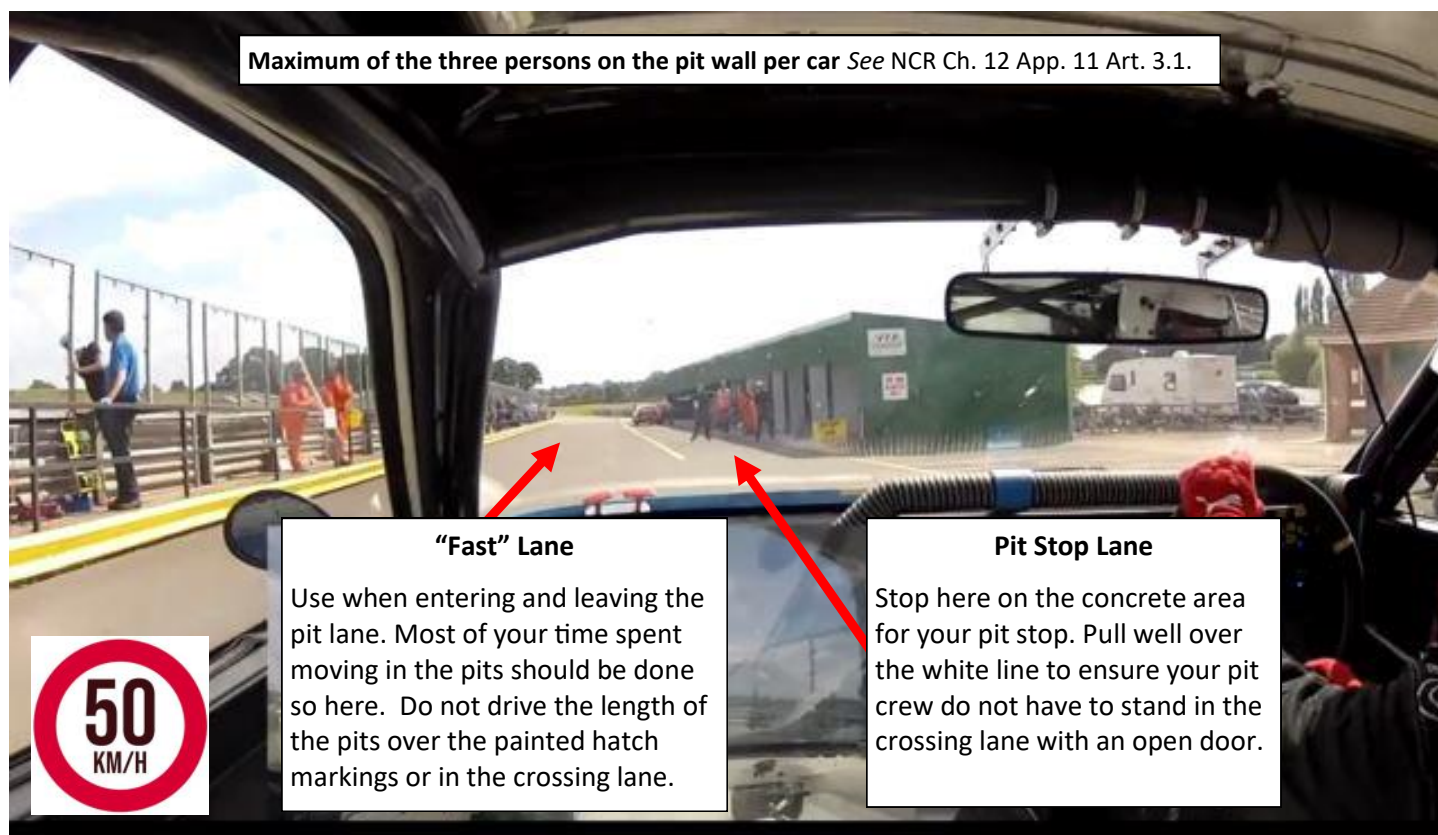 Maximum of the three persons on the pit wall per car See NCR Ch. 12 App. 11 Art. 3.1.
“Fast” Lane
Use when entering and leaving the
pit lane. Most of your time spent
moving in the pits should be done
so here.  Do not drive the length of
the pits over the painted hatch
markings or in the crossing lane.
Pit Stop Lane
Stop here on the concrete area
for your pit stop. Pull well over
the white line to ensure your pit
crew do not have to stand in the
crossing lane with an open door.
50
KM/H